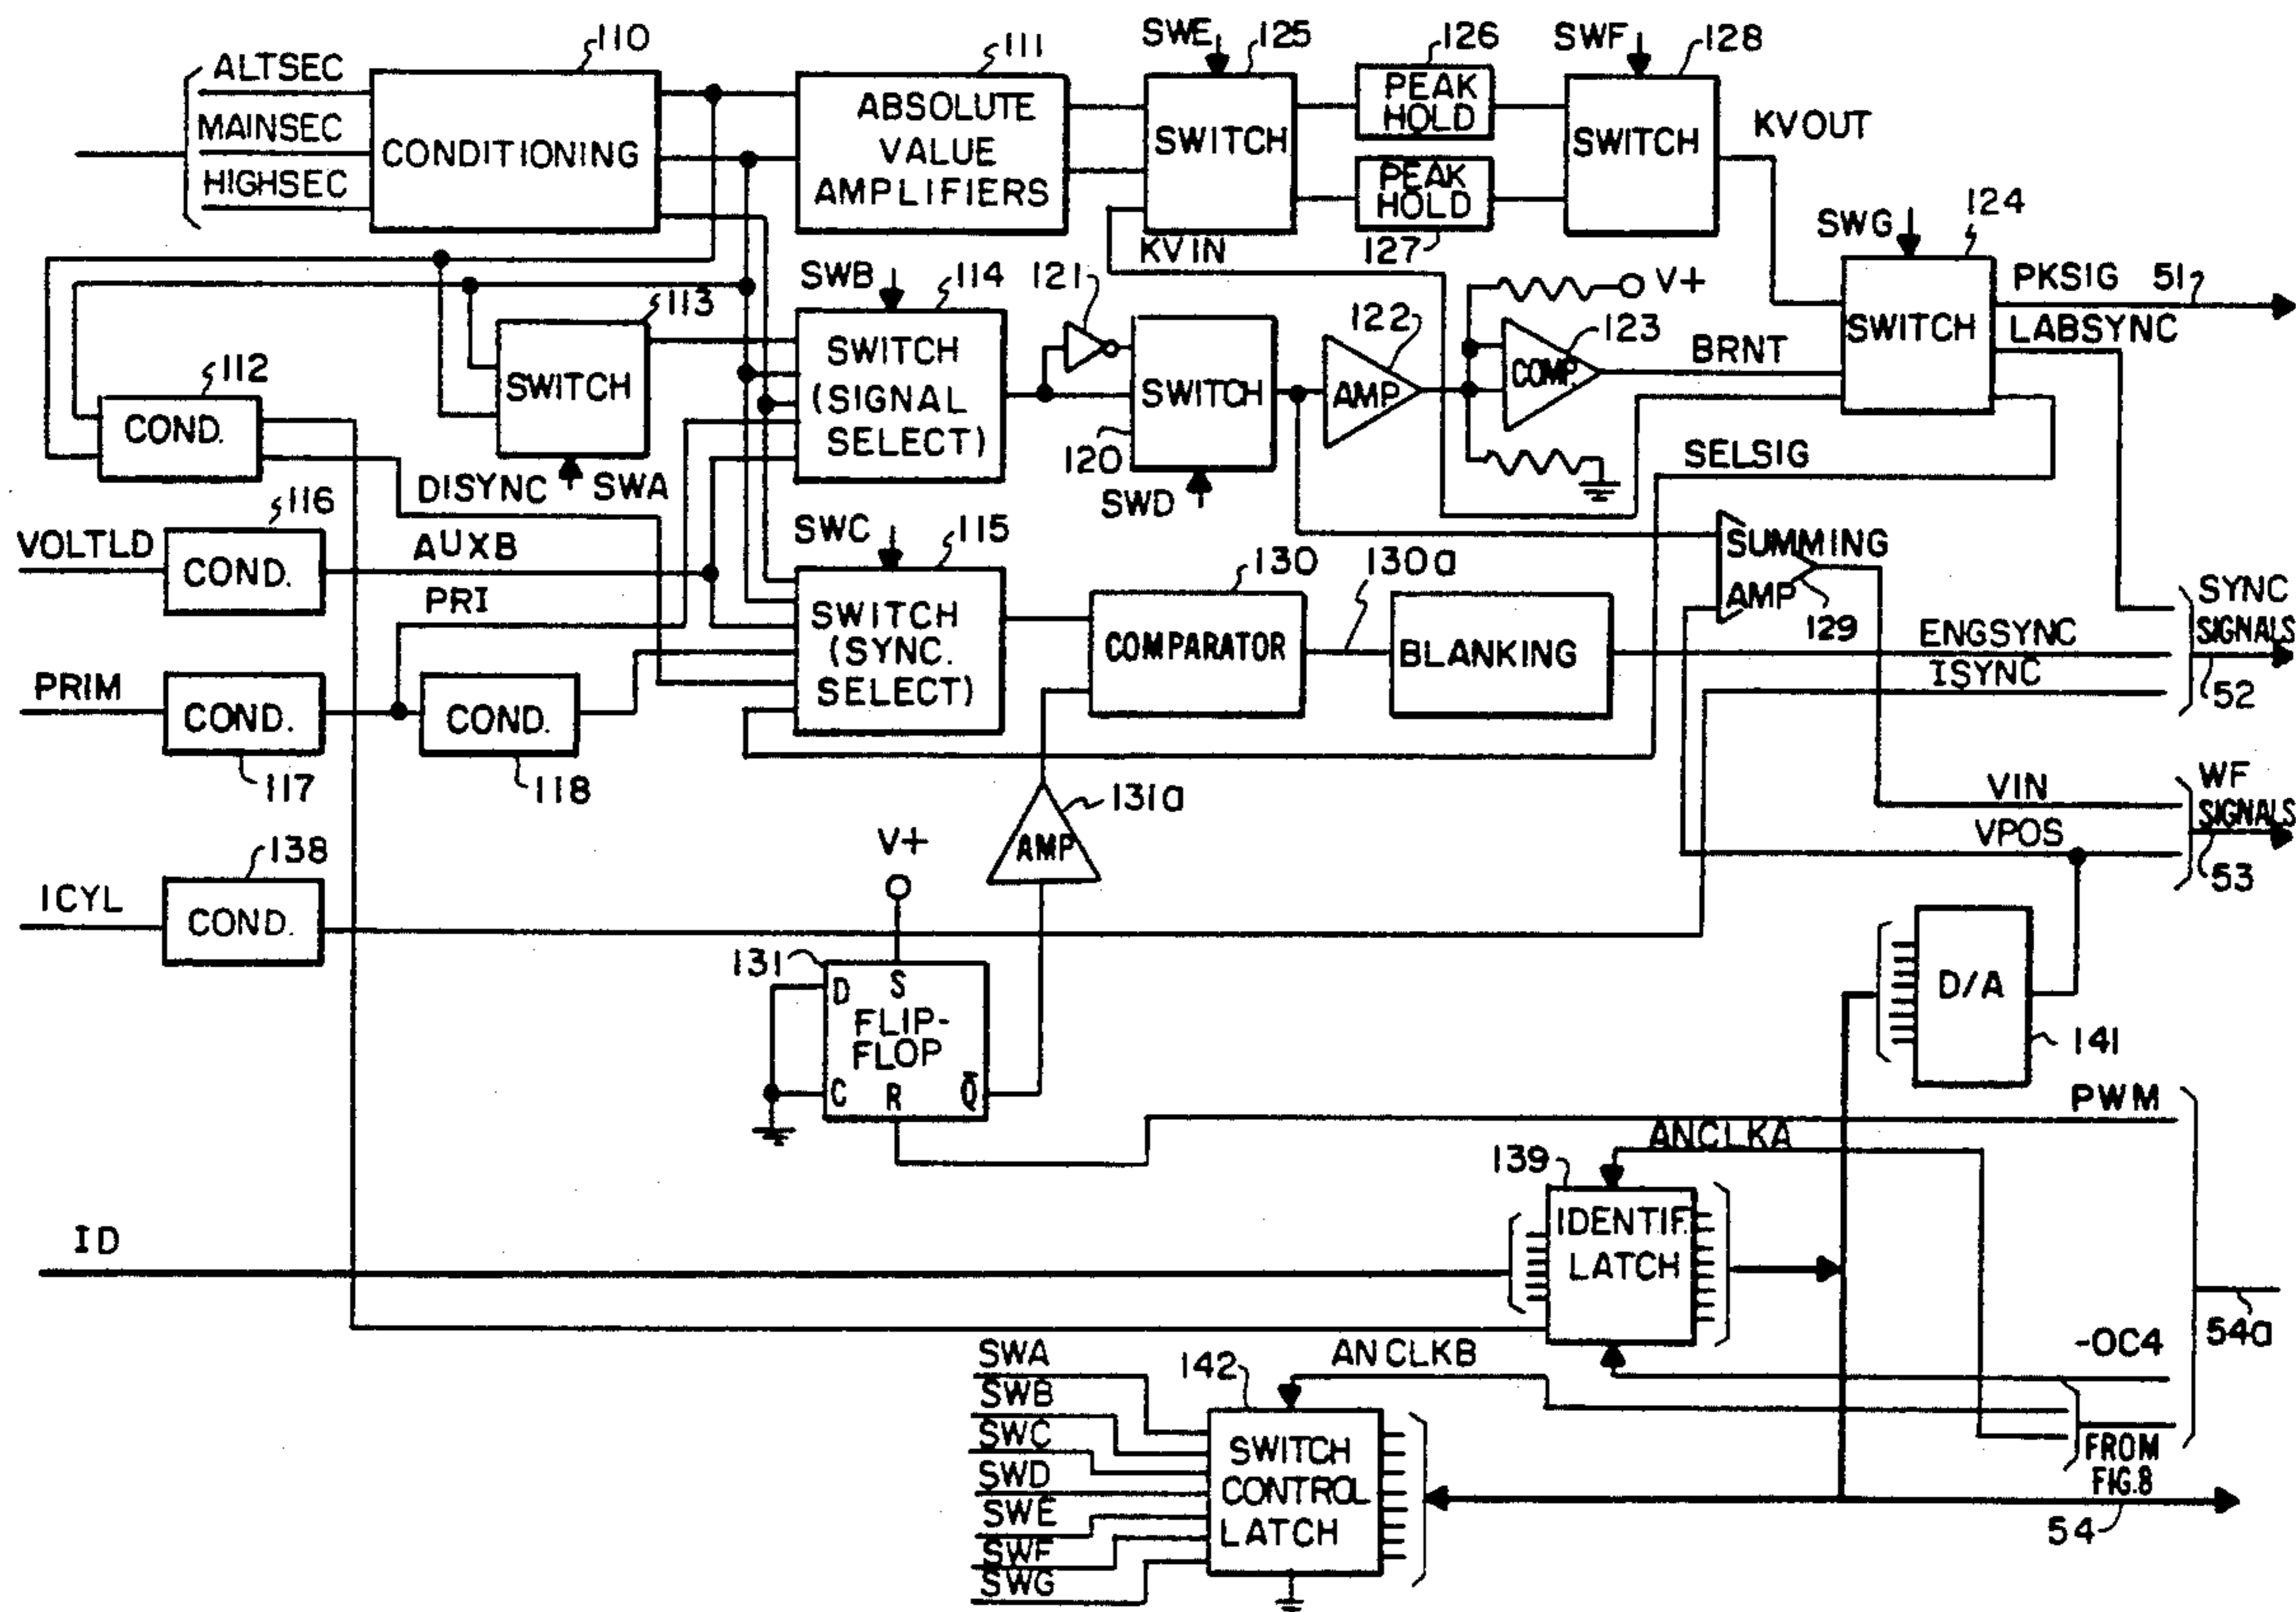 ALTSEC
MAINSEC
HIGHSEC
110
CONDITIONING
111
ABSOLUTE
VALUE
AMPLIFIERS
SWE
125
SWITCH
KVIN
126
PEAK
HOLD
PEAK
HOLD
127
SWF
128
SWITCH
KVOUT
SWG
124
SWITCH
PKSIG 51
LABSYNC
112
COND.
113
SWITCH
SWA
DISYNC
SWB
114
SWITCH
(SIGNAL
SELECT)
121
120
SWITCH
SWD
122
AMP
V+
123
COMP.
BRNT
SELSIG
116
VOLTLD
COND.
AUXB
PRI
SWC
115
SWITCH
(SYNC.
SELECT)
130
COMPARATOR
130a
BLANKING
SUMMING
AMP
129
SYNC
SIGNALS
ENGSYNC
ISYNC
52
PRIM
COND.
117
COND.
118
131a
AMP
VIN
VPOS
WF
SIGNALS
53
138
ICYL
COND.
V+
131
D S
FLIP-
FLOP
C R Q̅
D/A
141
PWM
ANCLKA
139
IDENTIF.
LATCH
ID
-OC4
54a
FROM
FIG.8
ANCLKB
142
SWA
SWB
SWC
SWD
SWE
SWF
SWG
SWITCH
CONTROL
LATCH
54